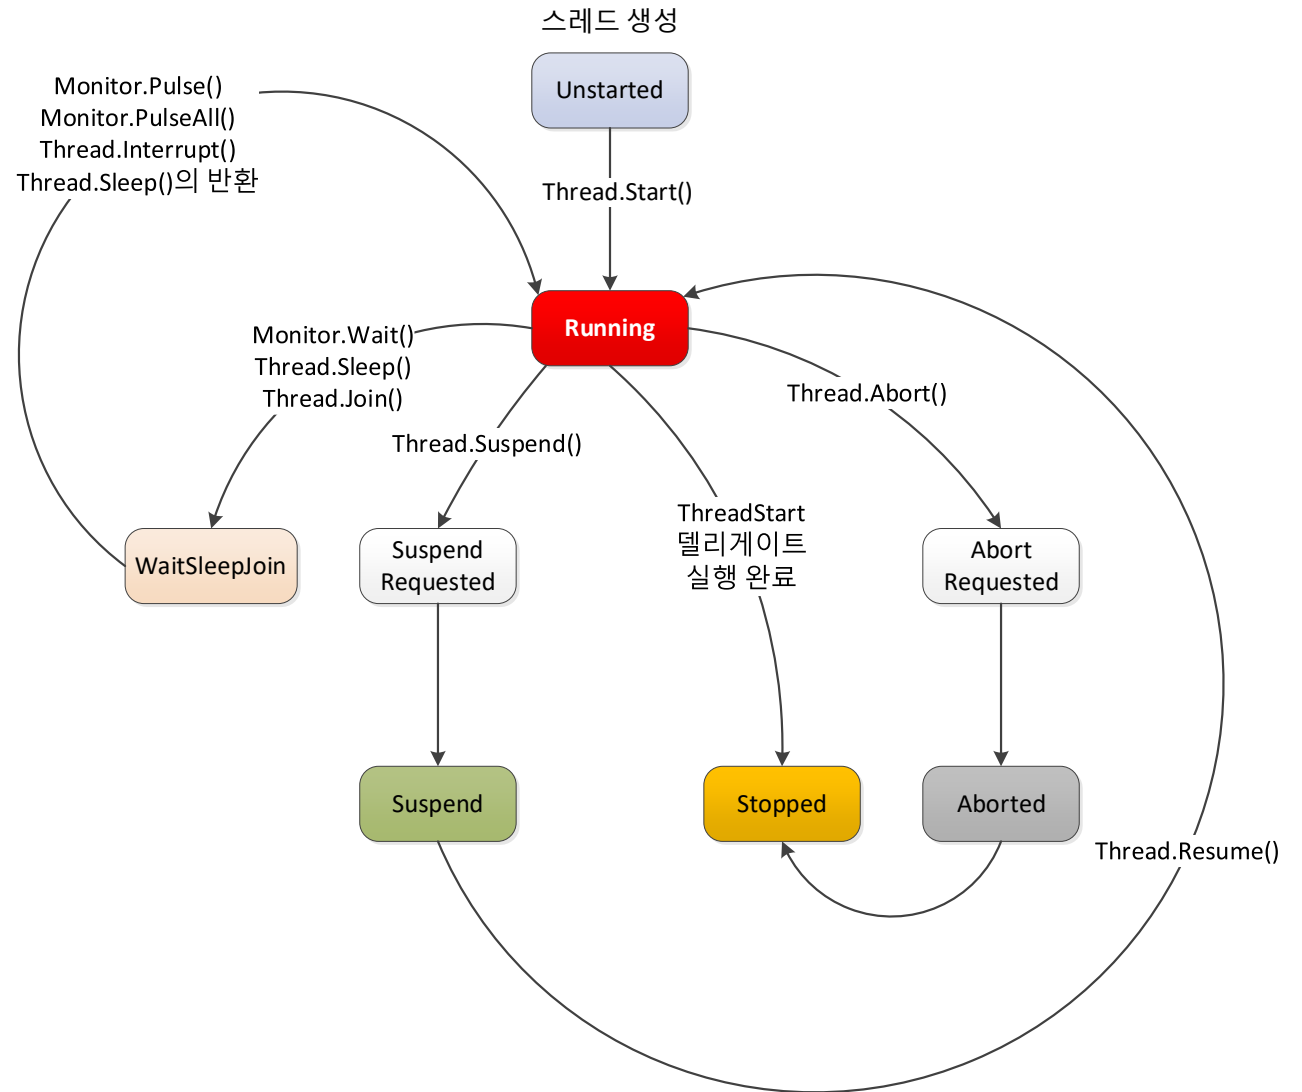 스레드 생성
Unstarted
Monitor.Pulse()
Monitor.PulseAll()
Thread.Interrupt()
Thread.Sleep()의 반환
Thread.Start()
Running
Monitor.Wait()
Thread.Sleep()
Thread.Join()
Thread.Abort()
Thread.Suspend()
ThreadStart
델리게이트
실행 완료
WaitSleepJoin
Suspend
Requested
Abort
Requested
Suspend
Stopped
Aborted
Thread.Resume()